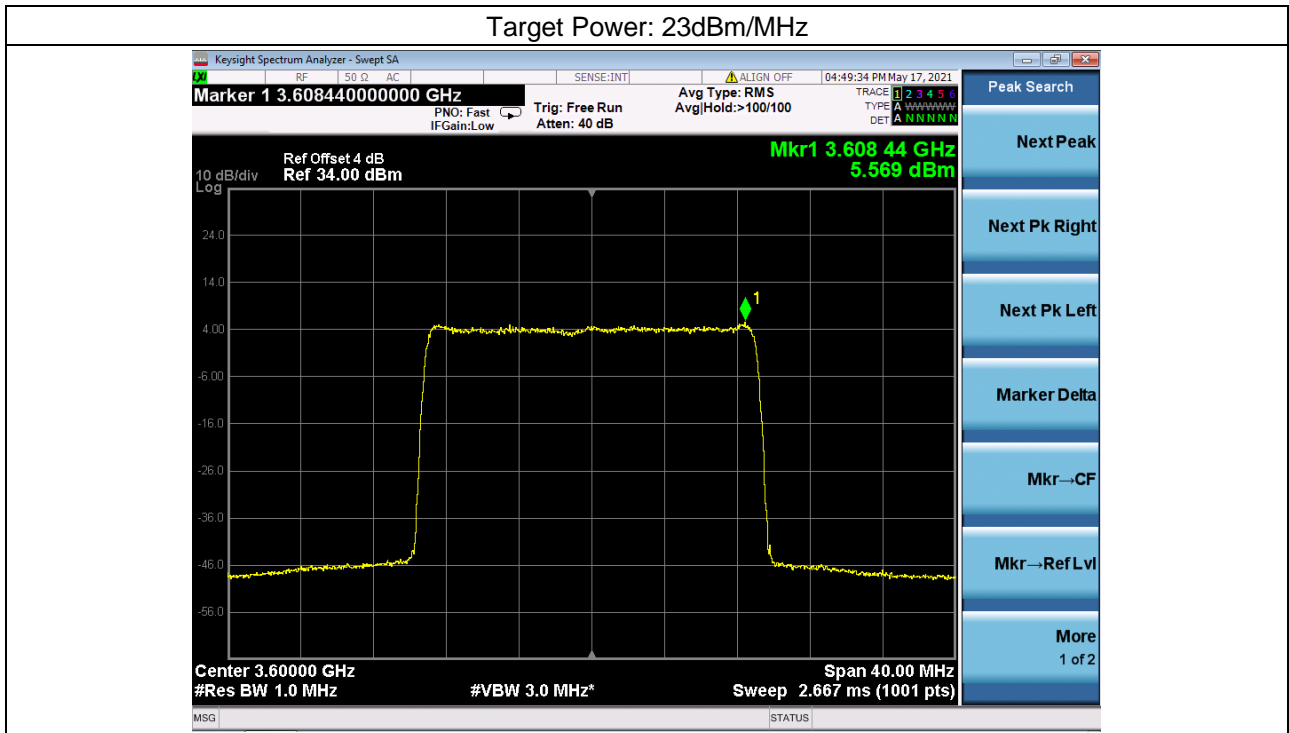 Target Power: 23dBm/MHz
Keysight Spectrum Analyzer - Swept SA
LXI RF 50 Ω AC SENSE:INT ALIGN OFF 04:49:34 PM May 17, 2021
Marker 1 3.608440000000 GHz
PNO: Fast
IFGain:Low
Trig: Free Run
Atten: 40 dB
Avg Type: RMS
Avg|Hold:>100/100
TRACE 1 2 3 4 5 6
TYPE A WWWWWW
DET A N N N N N
Mkr1 3.608 44 GHz
5.569 dBm
Ref Offset 4 dB
10 dB/div Ref 34.00 dBm
Log
24.0
14.0
1
4.00
-6.00
-16.0
-26.0
-36.0
-46.0
-56.0
Center 3.60000 GHz Span 40.00 MHz
#Res BW 1.0 MHz #VBW 3.0 MHz* Sweep 2.667 ms (1001 pts)
MSG STATUS
Peak Search
Next Peak
Next Pk Right
Next Pk Left
Marker Delta
Mkr→CF
Mkr→Ref Lvl
More
1 of 2